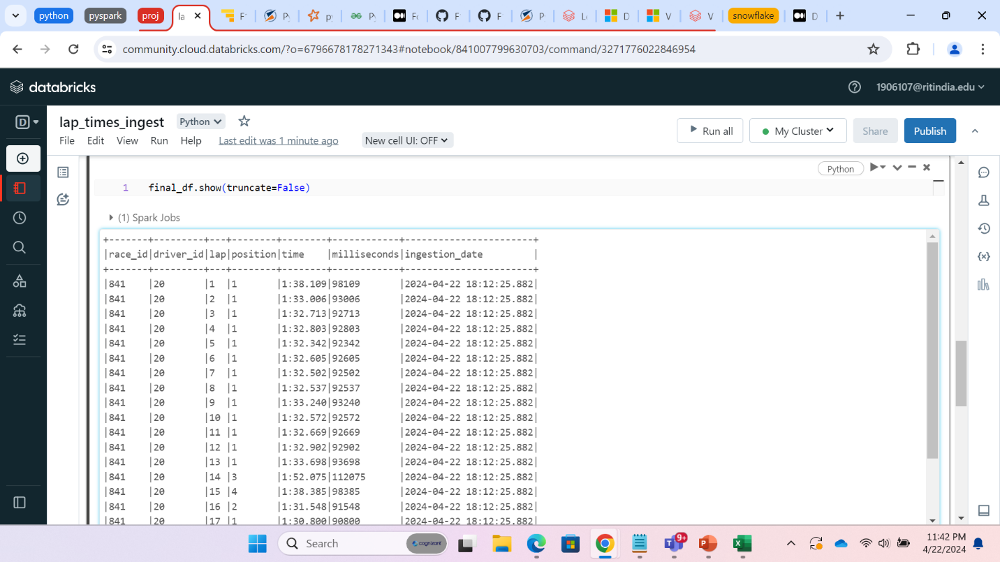 python
pyspark
proj
la
Py
py
Py
Fo
F
F
P
Lo
D
V
V
snowflake
D
community.cloud.databricks.com/?o=6796678178271343#notebook/841007799630703/command/3271776022846954
databricks
1906107@ritindia.edu
D
lap_times_ingest
Python
Run all
My Cluster
Share
Publish
File Edit View Run Help Last edit was 1 minute ago New cell UI: OFF
Python
1 final_df.show(truncate=False)
(1) Spark Jobs
+-------+---------+---+--------+--------+------------+-----------------------+
|race_id|driver_id|lap|position|time    |milliseconds|ingestion_date         |
+-------+---------+---+--------+--------+------------+-----------------------+
|841    |20       |1  |1       |1:38.109|98109       |2024-04-22 18:12:25.882|
|841    |20       |2  |1       |1:33.006|93006       |2024-04-22 18:12:25.882|
|841    |20       |3  |1       |1:32.713|92713       |2024-04-22 18:12:25.882|
|841    |20       |4  |1       |1:32.803|92803       |2024-04-22 18:12:25.882|
|841    |20       |5  |1       |1:32.342|92342       |2024-04-22 18:12:25.882|
|841    |20       |6  |1       |1:32.605|92605       |2024-04-22 18:12:25.882|
|841    |20       |7  |1       |1:32.502|92502       |2024-04-22 18:12:25.882|
|841    |20       |8  |1       |1:32.537|92537       |2024-04-22 18:12:25.882|
|841    |20       |9  |1       |1:33.240|93240       |2024-04-22 18:12:25.882|
|841    |20       |10 |1       |1:32.572|92572       |2024-04-22 18:12:25.882|
|841    |20       |11 |1       |1:32.669|92669       |2024-04-22 18:12:25.882|
|841    |20       |12 |1       |1:32.902|92902       |2024-04-22 18:12:25.882|
|841    |20       |13 |1       |1:33.698|93698       |2024-04-22 18:12:25.882|
|841    |20       |14 |3       |1:52.075|112075      |2024-04-22 18:12:25.882|
|841    |20       |15 |4       |1:38.385|98385       |2024-04-22 18:12:25.882|
|841    |20       |16 |2       |1:31.548|91548       |2024-04-22 18:12:25.882|
|841    |20       |17 |1       |1:30.800|90800       |2024-04-22 18:12:25.882|
Search
cognizant
9+
11:42 PM
4/22/2024